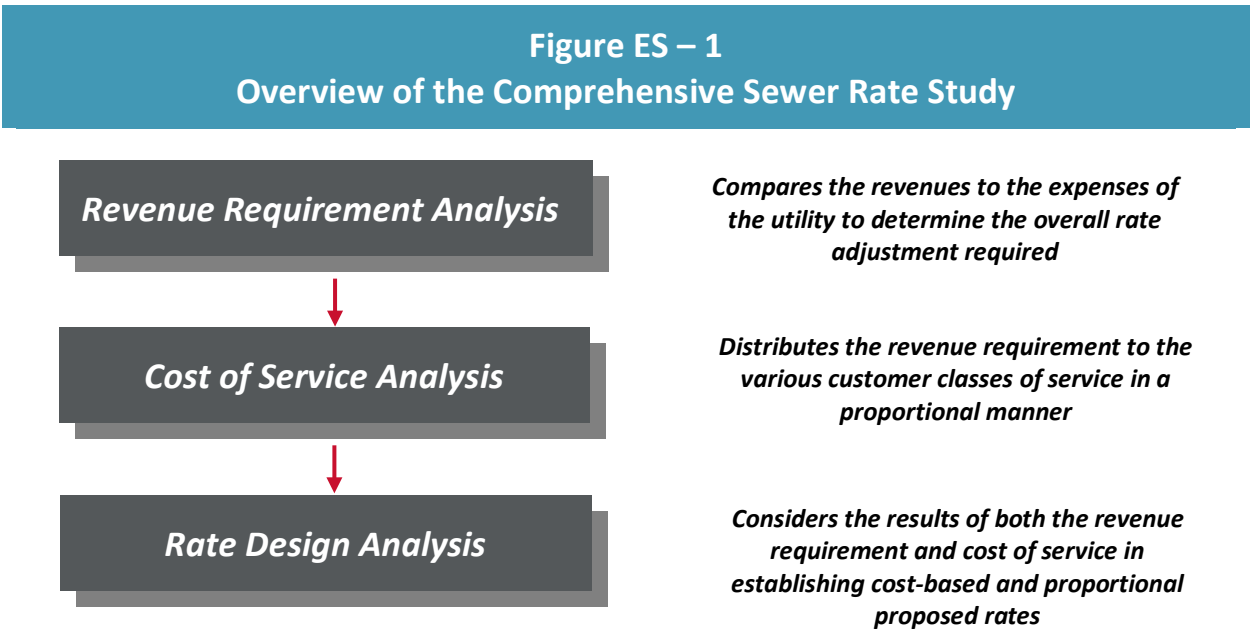 Figure ES – 1
Overview of the Comprehensive Sewer Rate Study
Revenue Requirement Analysis
Compares the revenues to the expenses of
the utility to determine the overall rate
adjustment required
Cost of Service Analysis
Distributes the revenue requirement to the
various customer classes of service in a
proportional manner
Rate Design Analysis
Considers the results of both the revenue
requirement and cost of service in
establishing cost-based and proportional
proposed rates